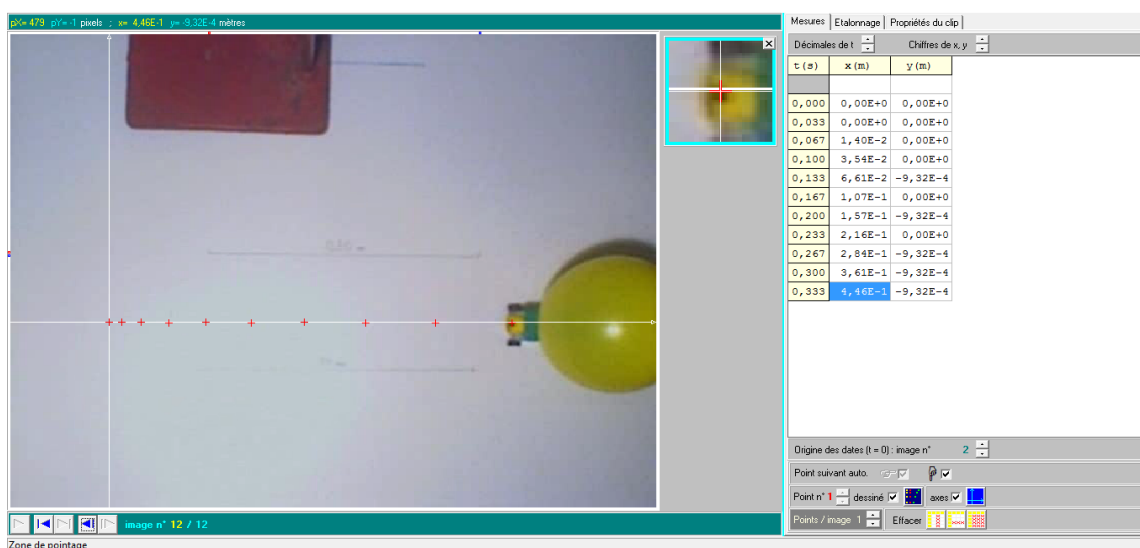 pX= 479 pY= -1 pixels ; x= 4,46E-1 y= -9,32E-4 mètres
Mesures Etalonnage Propriétés du clip
Décimales de t Chiffres de x, y
t (s) x (m) y (m)
0,000 0,00E+0 0,00E+0
0,033 0,00E+0 0,00E+0
0,067 1,40E-2 0,00E+0
0,100 3,54E-2 0,00E+0
0,133 6,61E-2 -9,32E-4
0,167 1,07E-1 0,00E+0
0,200 1,57E-1 -9,32E-4
0,233 2,16E-1 0,00E+0
0,267 2,84E-1 -9,32E-4
0,300 3,61E-1 -9,32E-4
0,333 4,46E-1 -9,32E-4
Origine des dates (t = 0) : image n° 2
Point suivant auto.
Point n° 1 dessiné axes
Points / image 1 Effacer
image n° 12 / 12
Zone de pointage